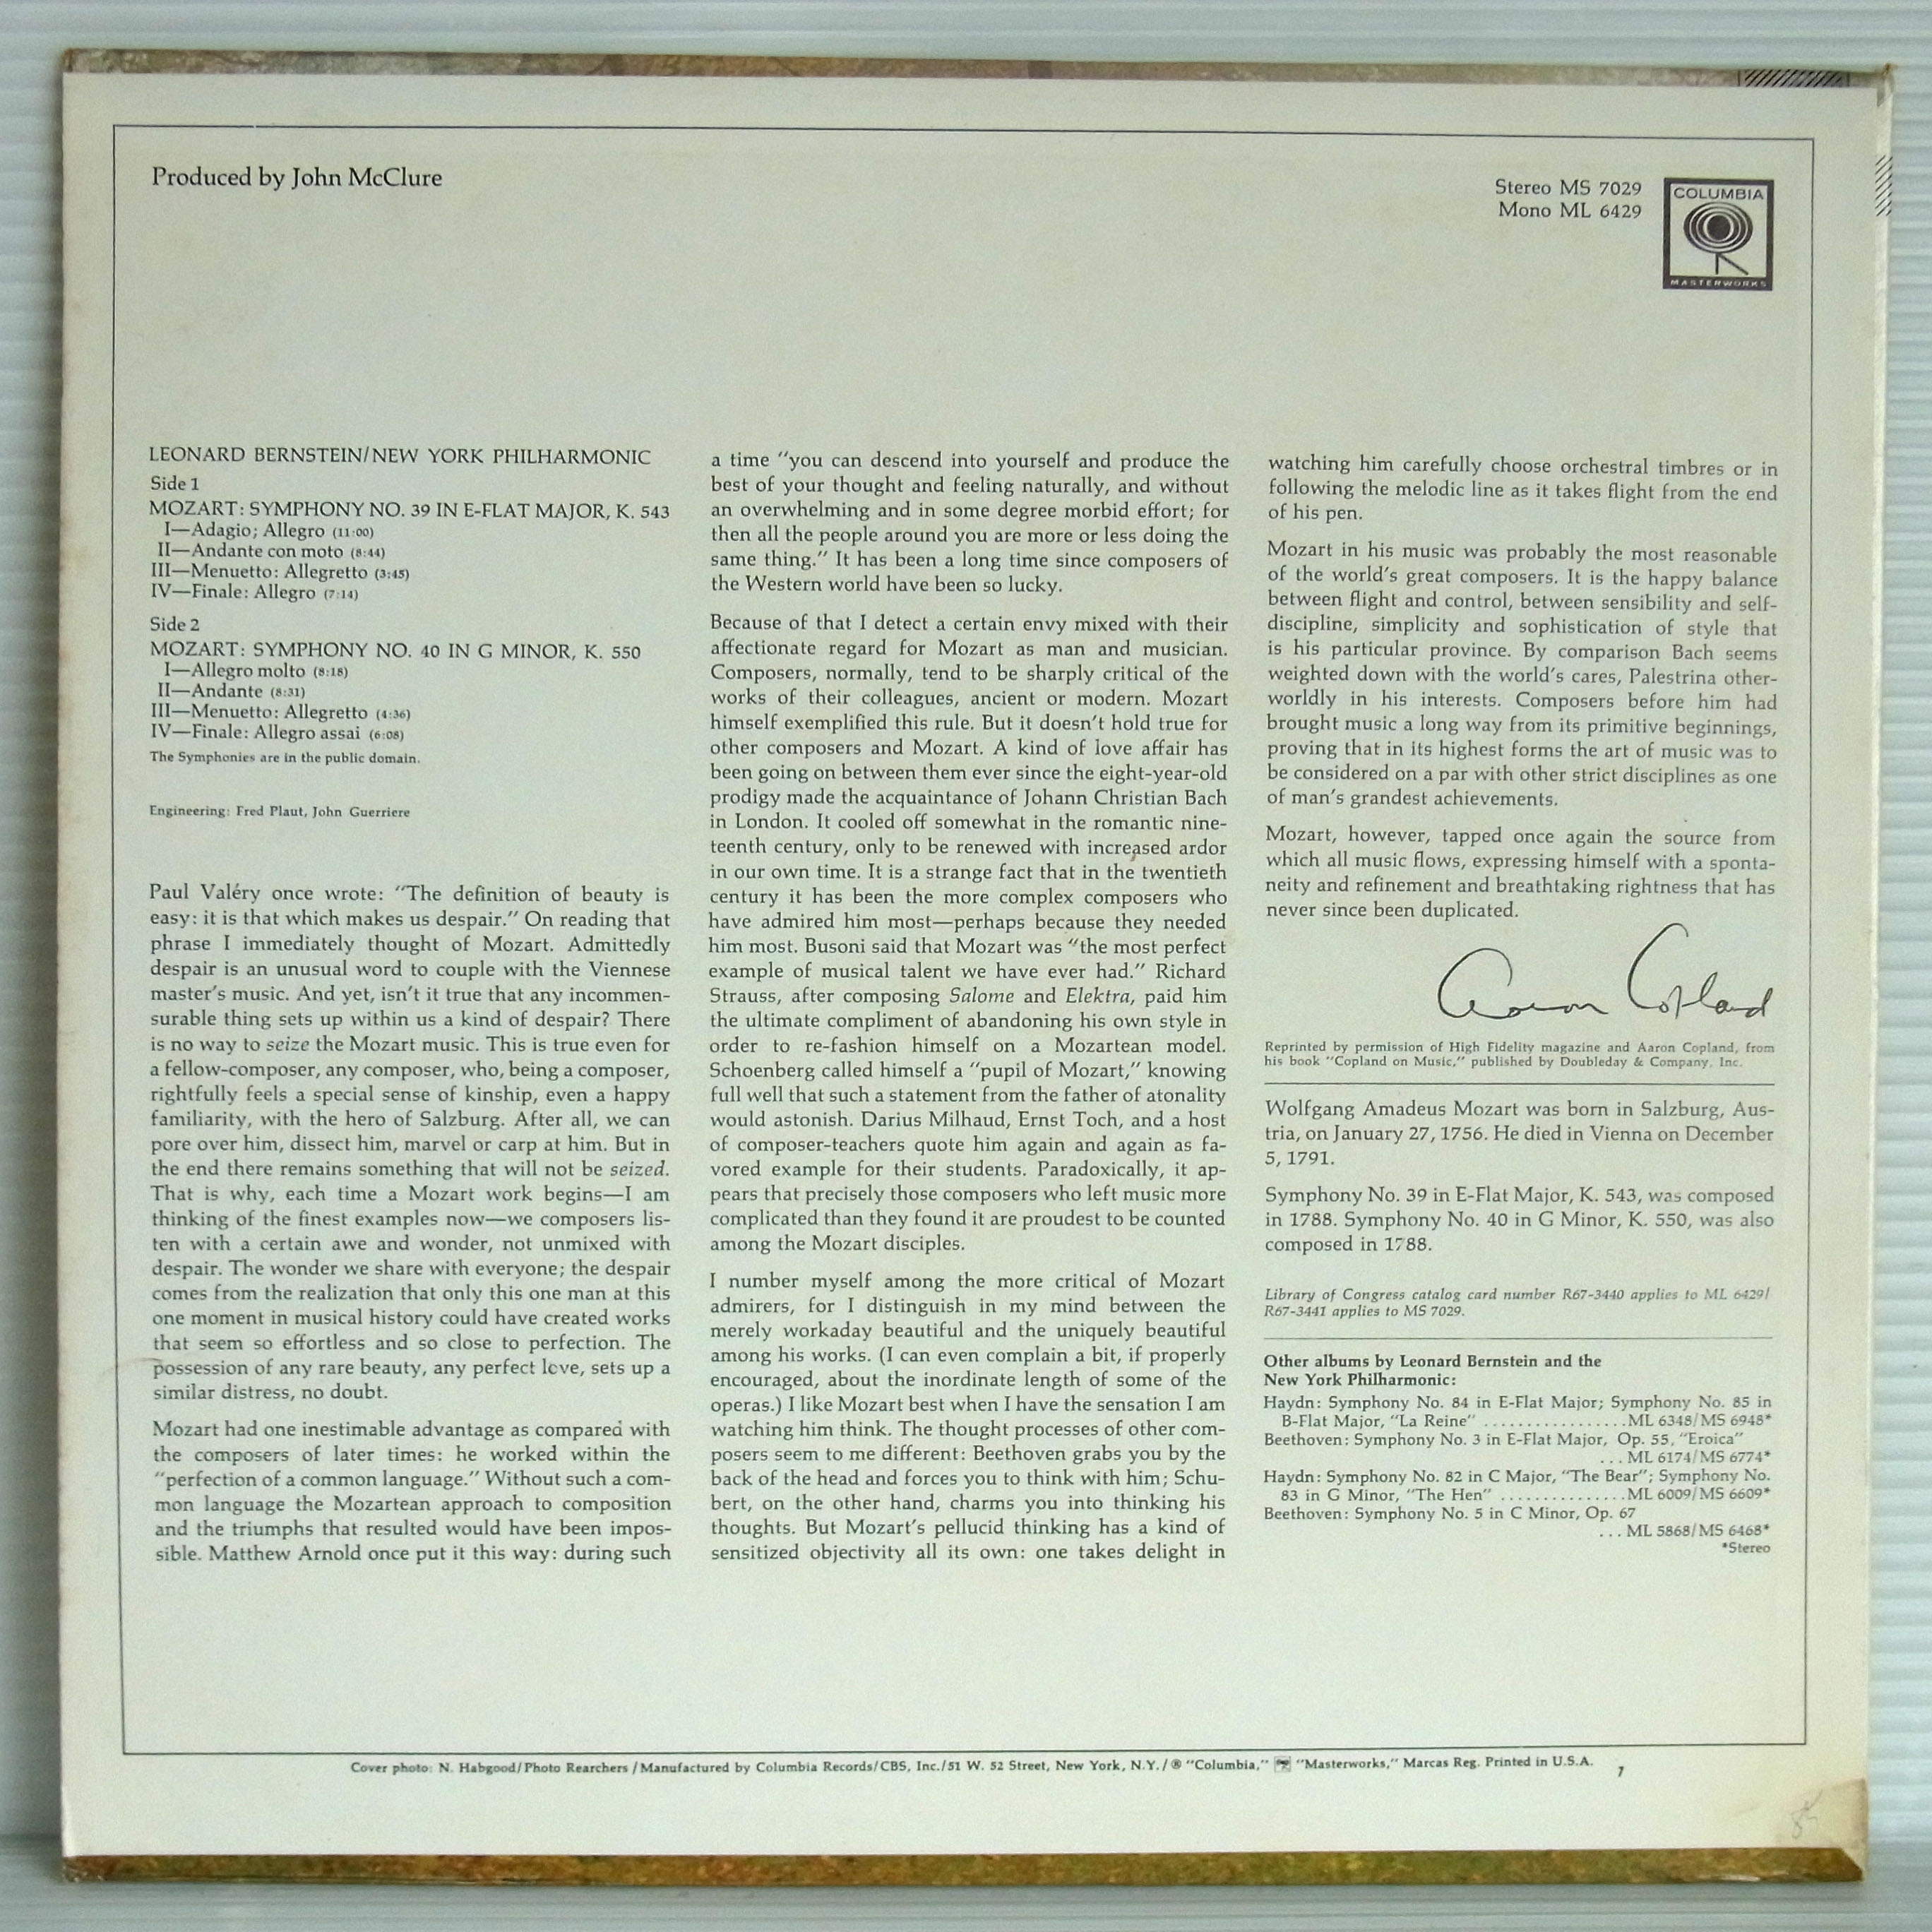 Produced by John McClure
Stereo MS 7029
Mono ML 6429
COLUMBIA
MASTERWORKS
LEONARD BERNSTEIN/NEW YORK PHILHARMONIC
Side 1
MOZART: SYMPHONY NO. 39 IN E-FLAT MAJOR, K. 543
I—Adagio; Allegro (11:00)
II—Andante con moto (8:44)
III—Menuetto: Allegretto (3:45)
IV—Finale: Allegro (7:14)
Side 2
MOZART: SYMPHONY NO. 40 IN G MINOR, K. 550
I—Allegro molto (8:18)
II—Andante (8:31)
III—Menuetto: Allegretto (4:36)
IV—Finale: Allegro assai (6:08)
The Symphonies are in the public domain.
Engineering: Fred Plaut, John Guerriere
Paul Valéry once wrote: "The definition of beauty is
easy: it is that which makes us despair." On reading that
phrase I immediately thought of Mozart. Admittedly
despair is an unusual word to couple with the Viennese
master's music. And yet, isn't it true that any incommen-
surable thing sets up within us a kind of despair? There
is no way to seize the Mozart music. This is true even for
a fellow-composer, any composer, who, being a composer,
rightfully feels a special sense of kinship, even a happy
familiarity, with the hero of Salzburg. After all, we can
pore over him, dissect him, marvel or carp at him. But in
the end there remains something that will not be seized.
That is why, each time a Mozart work begins—I am
thinking of the finest examples now—we composers lis-
ten with a certain awe and wonder, not unmixed with
despair. The wonder we share with everyone; the despair
comes from the realization that only this one man at this
one moment in musical history could have created works
that seem so effortless and so close to perfection. The
possession of any rare beauty, any perfect love, sets up a
similar distress, no doubt.
Mozart had one inestimable advantage as compared with
the composers of later times: he worked within the
"perfection of a common language." Without such a com-
mon language the Mozartean approach to composition
and the triumphs that resulted would have been impos-
sible. Matthew Arnold once put it this way: during such
a time "you can descend into yourself and produce the
best of your thought and feeling naturally, and without
an overwhelming and in some degree morbid effort; for
then all the people around you are more or less doing the
same thing." It has been a long time since composers of
the Western world have been so lucky.
Because of that I detect a certain envy mixed with their
affectionate regard for Mozart as man and musician.
Composers, normally, tend to be sharply critical of the
works of their colleagues, ancient or modern. Mozart
himself exemplified this rule. But it doesn't hold true for
other composers and Mozart. A kind of love affair has
been going on between them ever since the eight-year-old
prodigy made the acquaintance of Johann Christian Bach
in London. It cooled off somewhat in the romantic nine-
teenth century, only to be renewed with increased ardor
in our own time. It is a strange fact that in the twentieth
century it has been the more complex composers who
have admired him most—perhaps because they needed
him most. Busoni said that Mozart was "the most perfect
example of musical talent we have ever had." Richard
Strauss, after composing Salome and Elektra, paid him
the ultimate compliment of abandoning his own style in
order to re-fashion himself on a Mozartean model.
Schoenberg called himself a "pupil of Mozart," knowing
full well that such a statement from the father of atonality
would astonish. Darius Milhaud, Ernst Toch, and a host
of composer-teachers quote him again and again as fa-
vored example for their students. Paradoxically, it ap-
pears that precisely those composers who left music more
complicated than they found it are proudest to be counted
among the Mozart disciples.
I number myself among the more critical of Mozart
admirers, for I distinguish in my mind between the
merely workaday beautiful and the uniquely beautiful
among his works. (I can even complain a bit, if properly
encouraged, about the inordinate length of some of the
operas.) I like Mozart best when I have the sensation I am
watching him think. The thought processes of other com-
posers seem to me different: Beethoven grabs you by the
back of the head and forces you to think with him; Schu-
bert, on the other hand, charms you into thinking his
thoughts. But Mozart's pellucid thinking has a kind of
sensitized objectivity all its own: one takes delight in
watching him carefully choose orchestral timbres or in
following the melodic line as it takes flight from the end
of his pen.
Mozart in his music was probably the most reasonable
of the world's great composers. It is the happy balance
between flight and control, between sensibility and self-
discipline, simplicity and sophistication of style that
is his particular province. By comparison Bach seems
weighted down with the world's cares, Palestrina other-
worldly in his interests. Composers before him had
brought music a long way from its primitive beginnings,
proving that in its highest forms the art of music was to
be considered on a par with other strict disciplines as one
of man's grandest achievements.
Mozart, however, tapped once again the source from
which all music flows, expressing himself with a sponta-
neity and refinement and breathtaking rightness that has
never since been duplicated.
Aaron Copland
Reprinted by permission of High Fidelity magazine and Aaron Copland, from
his book "Copland on Music," published by Doubleday & Company, Inc.
Wolfgang Amadeus Mozart was born in Salzburg, Aus-
tria, on January 27, 1756. He died in Vienna on December
5, 1791.
Symphony No. 39 in E-Flat Major, K. 543, was composed
in 1788. Symphony No. 40 in G Minor, K. 550, was also
composed in 1788.
Library of Congress catalog card number R67-3440 applies to ML 6429/
R67-3441 applies to MS 7029.
Other albums by Leonard Bernstein and the
New York Philharmonic:
Haydn: Symphony No. 84 in E-Flat Major; Symphony No. 85 in
B-Flat Major, "La Reine" .................ML 6348/MS 6948*
Beethoven: Symphony No. 3 in E-Flat Major, Op. 55, "Eroica"
...ML 6174/MS 6774*
Haydn: Symphony No. 82 in C Major, "The Bear"; Symphony No.
83 in G Minor, "The Hen" ...............ML 6009/MS 6609*
Beethoven: Symphony No. 5 in C Minor, Op. 67
...ML 5868/MS 6468*
*Stereo
Cover photo: N. Habgood/Photo Rearchers/Manufactured by Columbia Records/CBS, Inc./51 W. 52 Street, New York, N.Y./® "Columbia," "Masterworks," Marcas Reg. Printed in U.S.A.
7